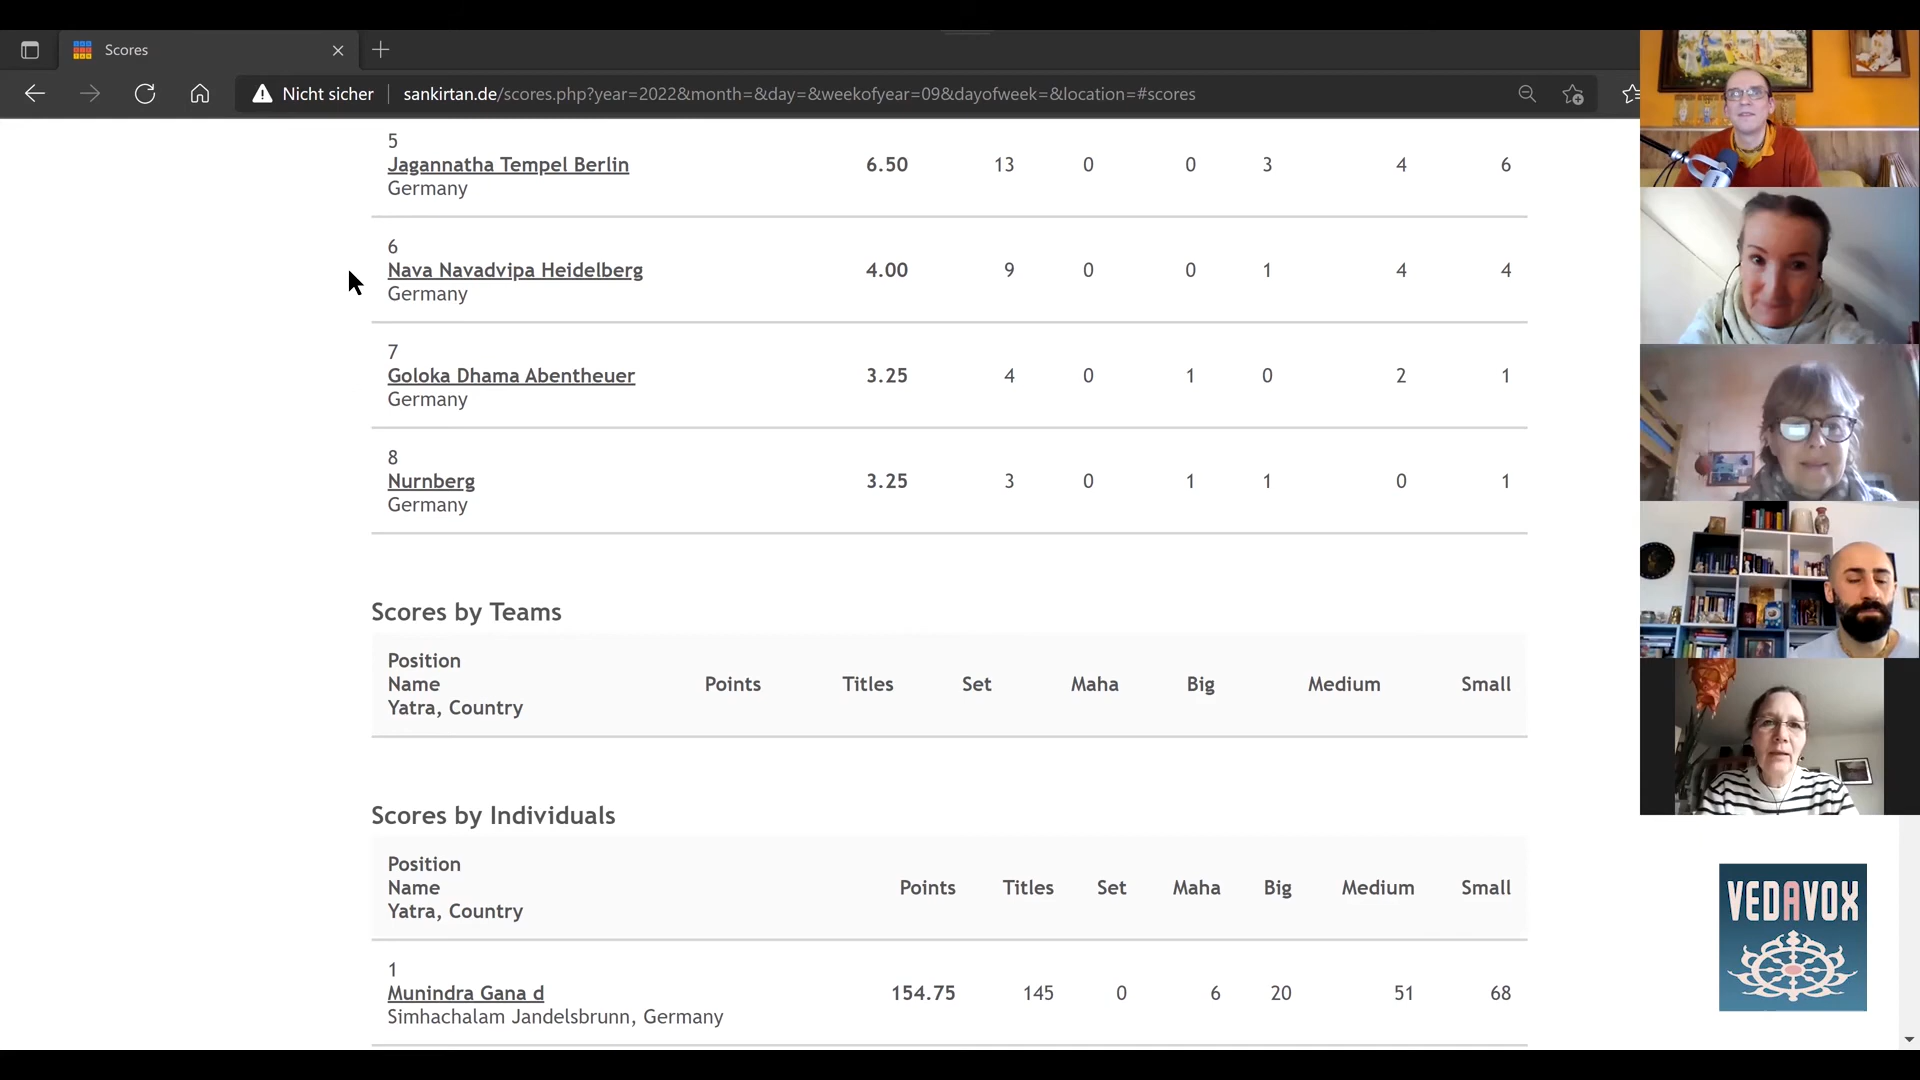 Scores
Nicht sicher
sankirtan.de/scores.php?year=2022&month=&day=&weekofyear=09&dayofweek=&location=#scores
5
Jagannatha Tempel Berlin 6.50 13 0 0 3 4 6
Germany
6
Nava Navadvipa Heidelberg 4.00 9 0 0 1 4 4
Germany
7
Goloka Dhama Abentheuer 3.25 4 0 1 0 2 1
Germany
8
Nurnberg 3.25 3 0 1 1 0 1
Germany
Scores by Teams
Position
Name Points Titles Set Maha Big Medium Small
Yatra, Country
Scores by Individuals
Position
Name Points Titles Set Maha Big Medium Small
Yatra, Country
1
Munindra Gana d 154.75 145 0 6 20 51 68
Simhachalam Jandelsbrunn, Germany
VEDAVOX